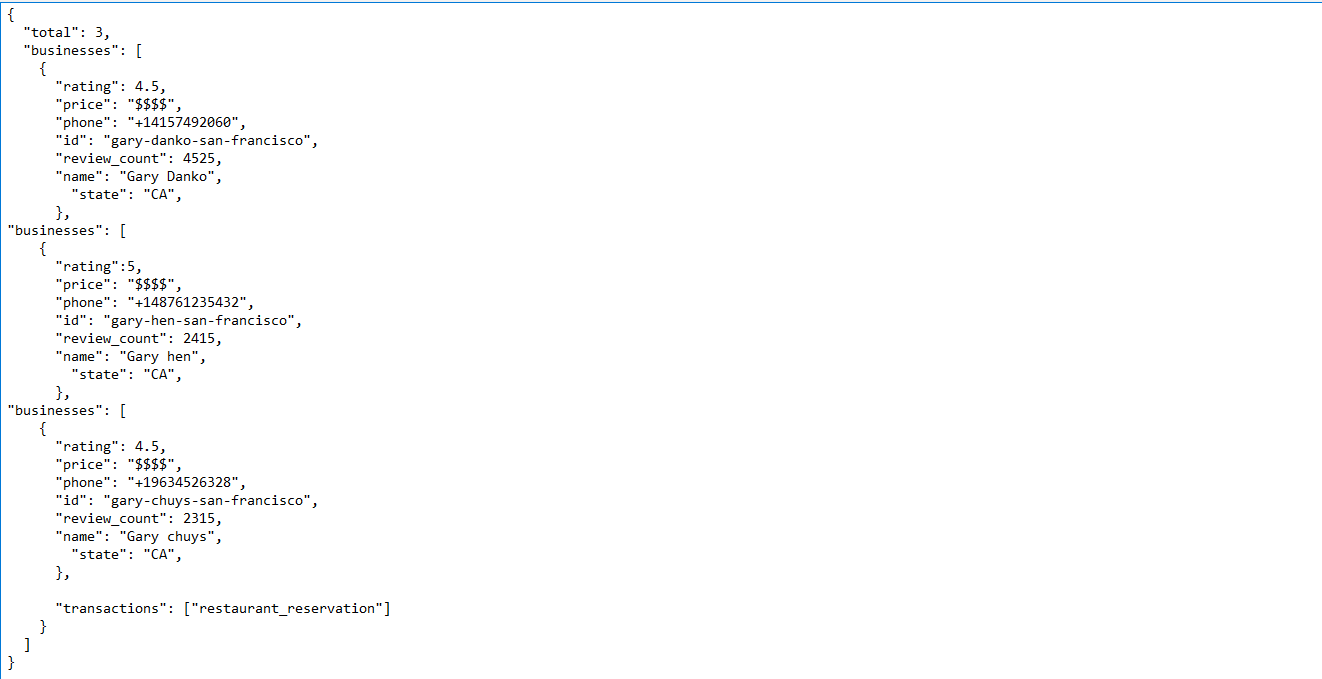 {
  "total": 3,
  "businesses": [
    {
      "rating": 4.5,
      "price": "$$$$",
      "phone": "+14157492060",
      "id": "gary-danko-san-francisco",
      "review_count": 4525,
      "name": "Gary Danko",
        "state": "CA",
      },
"businesses": [
    {
      "rating":5,
      "price": "$$$$",
      "phone": "+148761235432",
      "id": "gary-hen-san-francisco",
      "review_count": 2415,
      "name": "Gary hen",
        "state": "CA",
      },
"businesses": [
    {
      "rating": 4.5,
      "price": "$$$$",
      "phone": "+19634526328",
      "id": "gary-chuys-san-francisco",
      "review_count": 2315,
      "name": "Gary chuys",
        "state": "CA",
      },

      "transactions": ["restaurant_reservation"]
    }
  ]
}